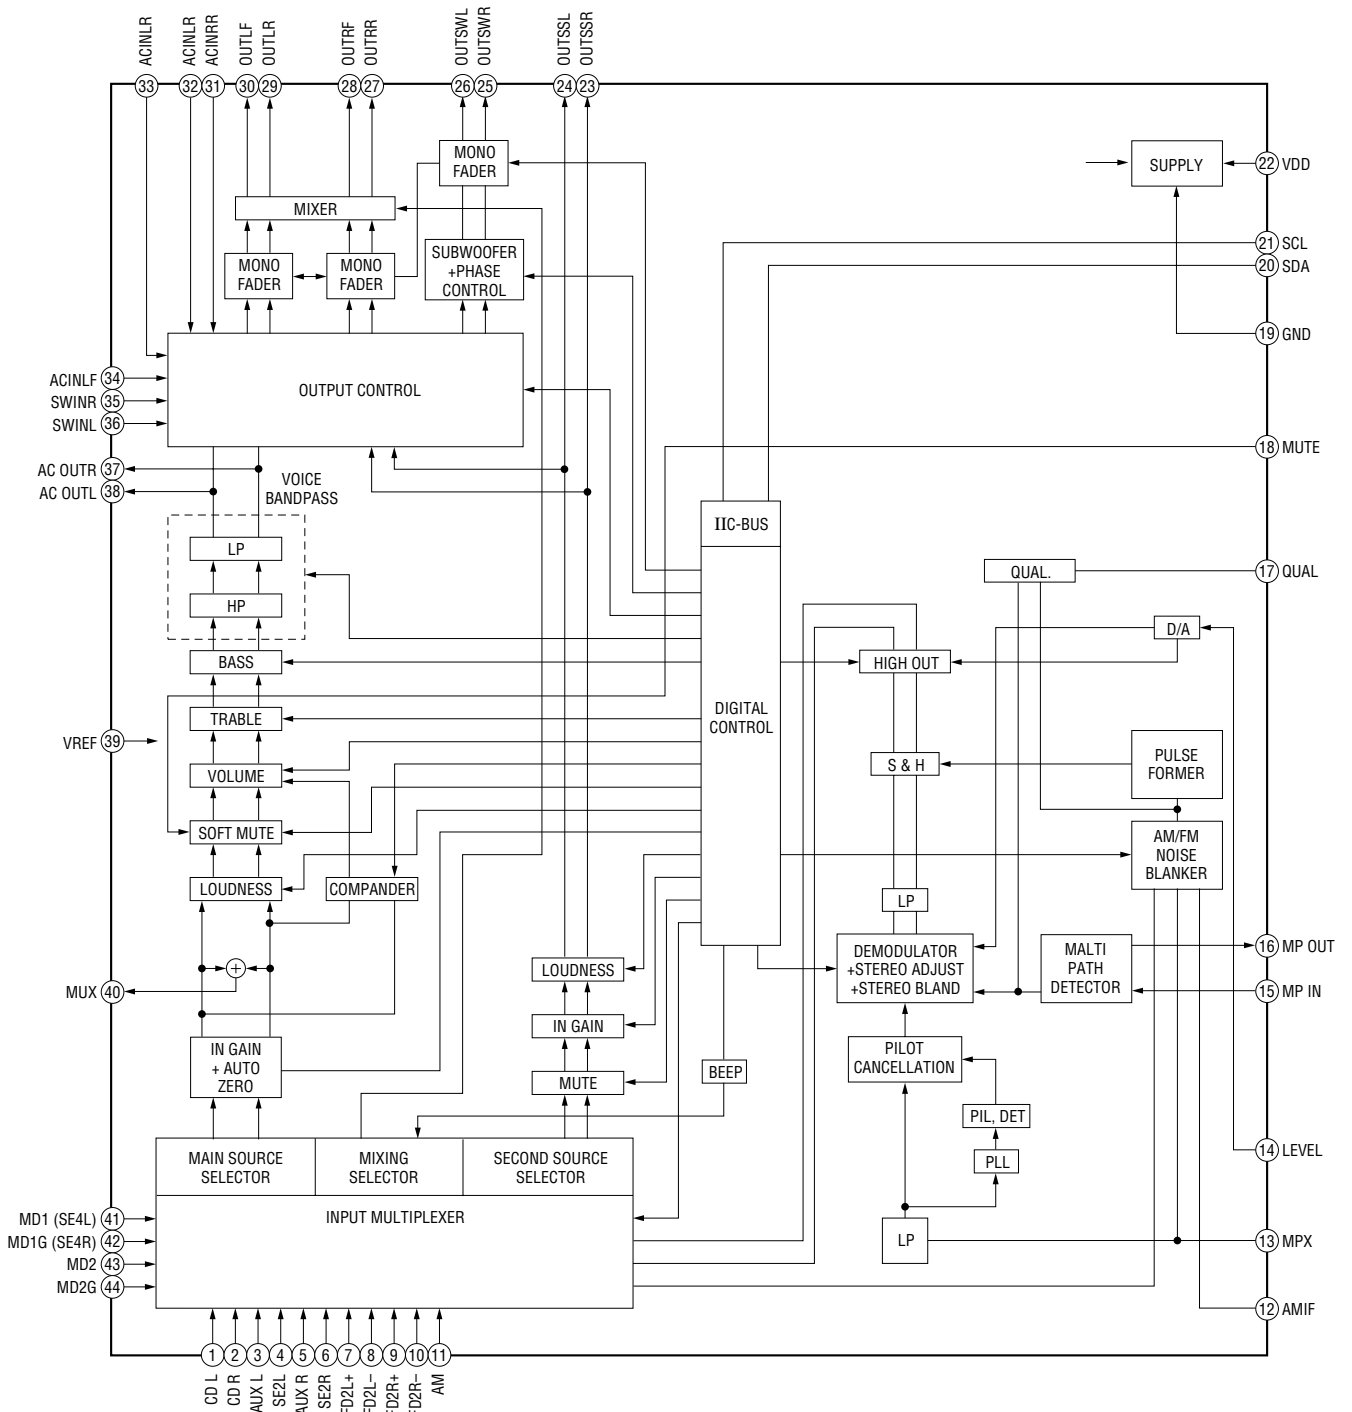 ACINLR
ACINLR
ACINRR
OUTLF
OUTLR
OUTRF
OUTRR
OUTSWL
OUTSWR
OUTSSL
OUTSSR
33
32
31
30
29
28
27
26
25
24
23
MONO
FADER
SUPPLY
22 VDD
MIXER
21 SCL
20 SDA
MONO
FADER
MONO
FADER
SUBWOOFER
+PHASE
CONTROL
19 GND
ACINLF 34
SWINR 35
SWINL 36
OUTPUT CONTROL
18 MUTE
AC OUTR 37
AC OUTL 38
VOICE
BANDPASS
IIC-BUS
LP
HP
QUAL.
17 QUAL
D/A
BASS
HIGH OUT
TRABLE
DIGITAL
CONTROL
VREF 39
VOLUME
S & H
PULSE
FORMER
SOFT MUTE
AM/FM
NOISE
BLANKER
LOUDNESS
COMPANDER
LP
+
MUX 40
LOUDNESS
DEMODULATOR
+STEREO ADJUST
+STEREO BLAND
MALTI
PATH
DETECTOR
16 MP OUT
15 MP IN
IN GAIN
IN GAIN
+ AUTO
ZERO
PILOT
CANCELLATION
BEEP
MUTE
PIL, DET
PLL
14 LEVEL
MAIN SOURCE
SELECTOR
MIXING
SELECTOR
SECOND SOURCE
SELECTOR
INPUT MULTIPLEXER
MD1 (SE4L) 41
MD1G (SE4R) 42
MD2 43
MD2G 44
LP
13 MPX
12 AMIF
1
2
3
4
5
6
7
8
9
10
11
CD L
CD R
AUX L
SE2L
AUX R
SE2R
FD2L+
FD2L−
FD2R+
FD2R−
AM